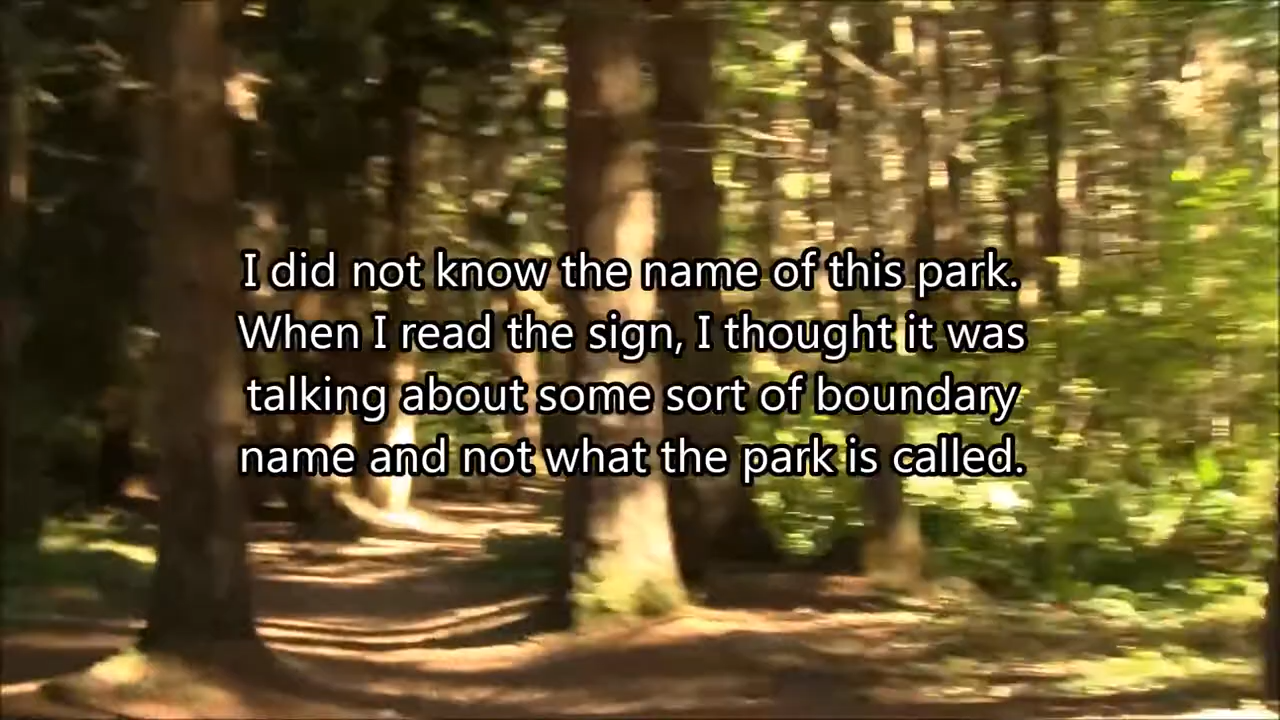 I did not know the name of this park.
When I read the sign, I thought it was
talking about some sort of boundary
name and not what the park is called.